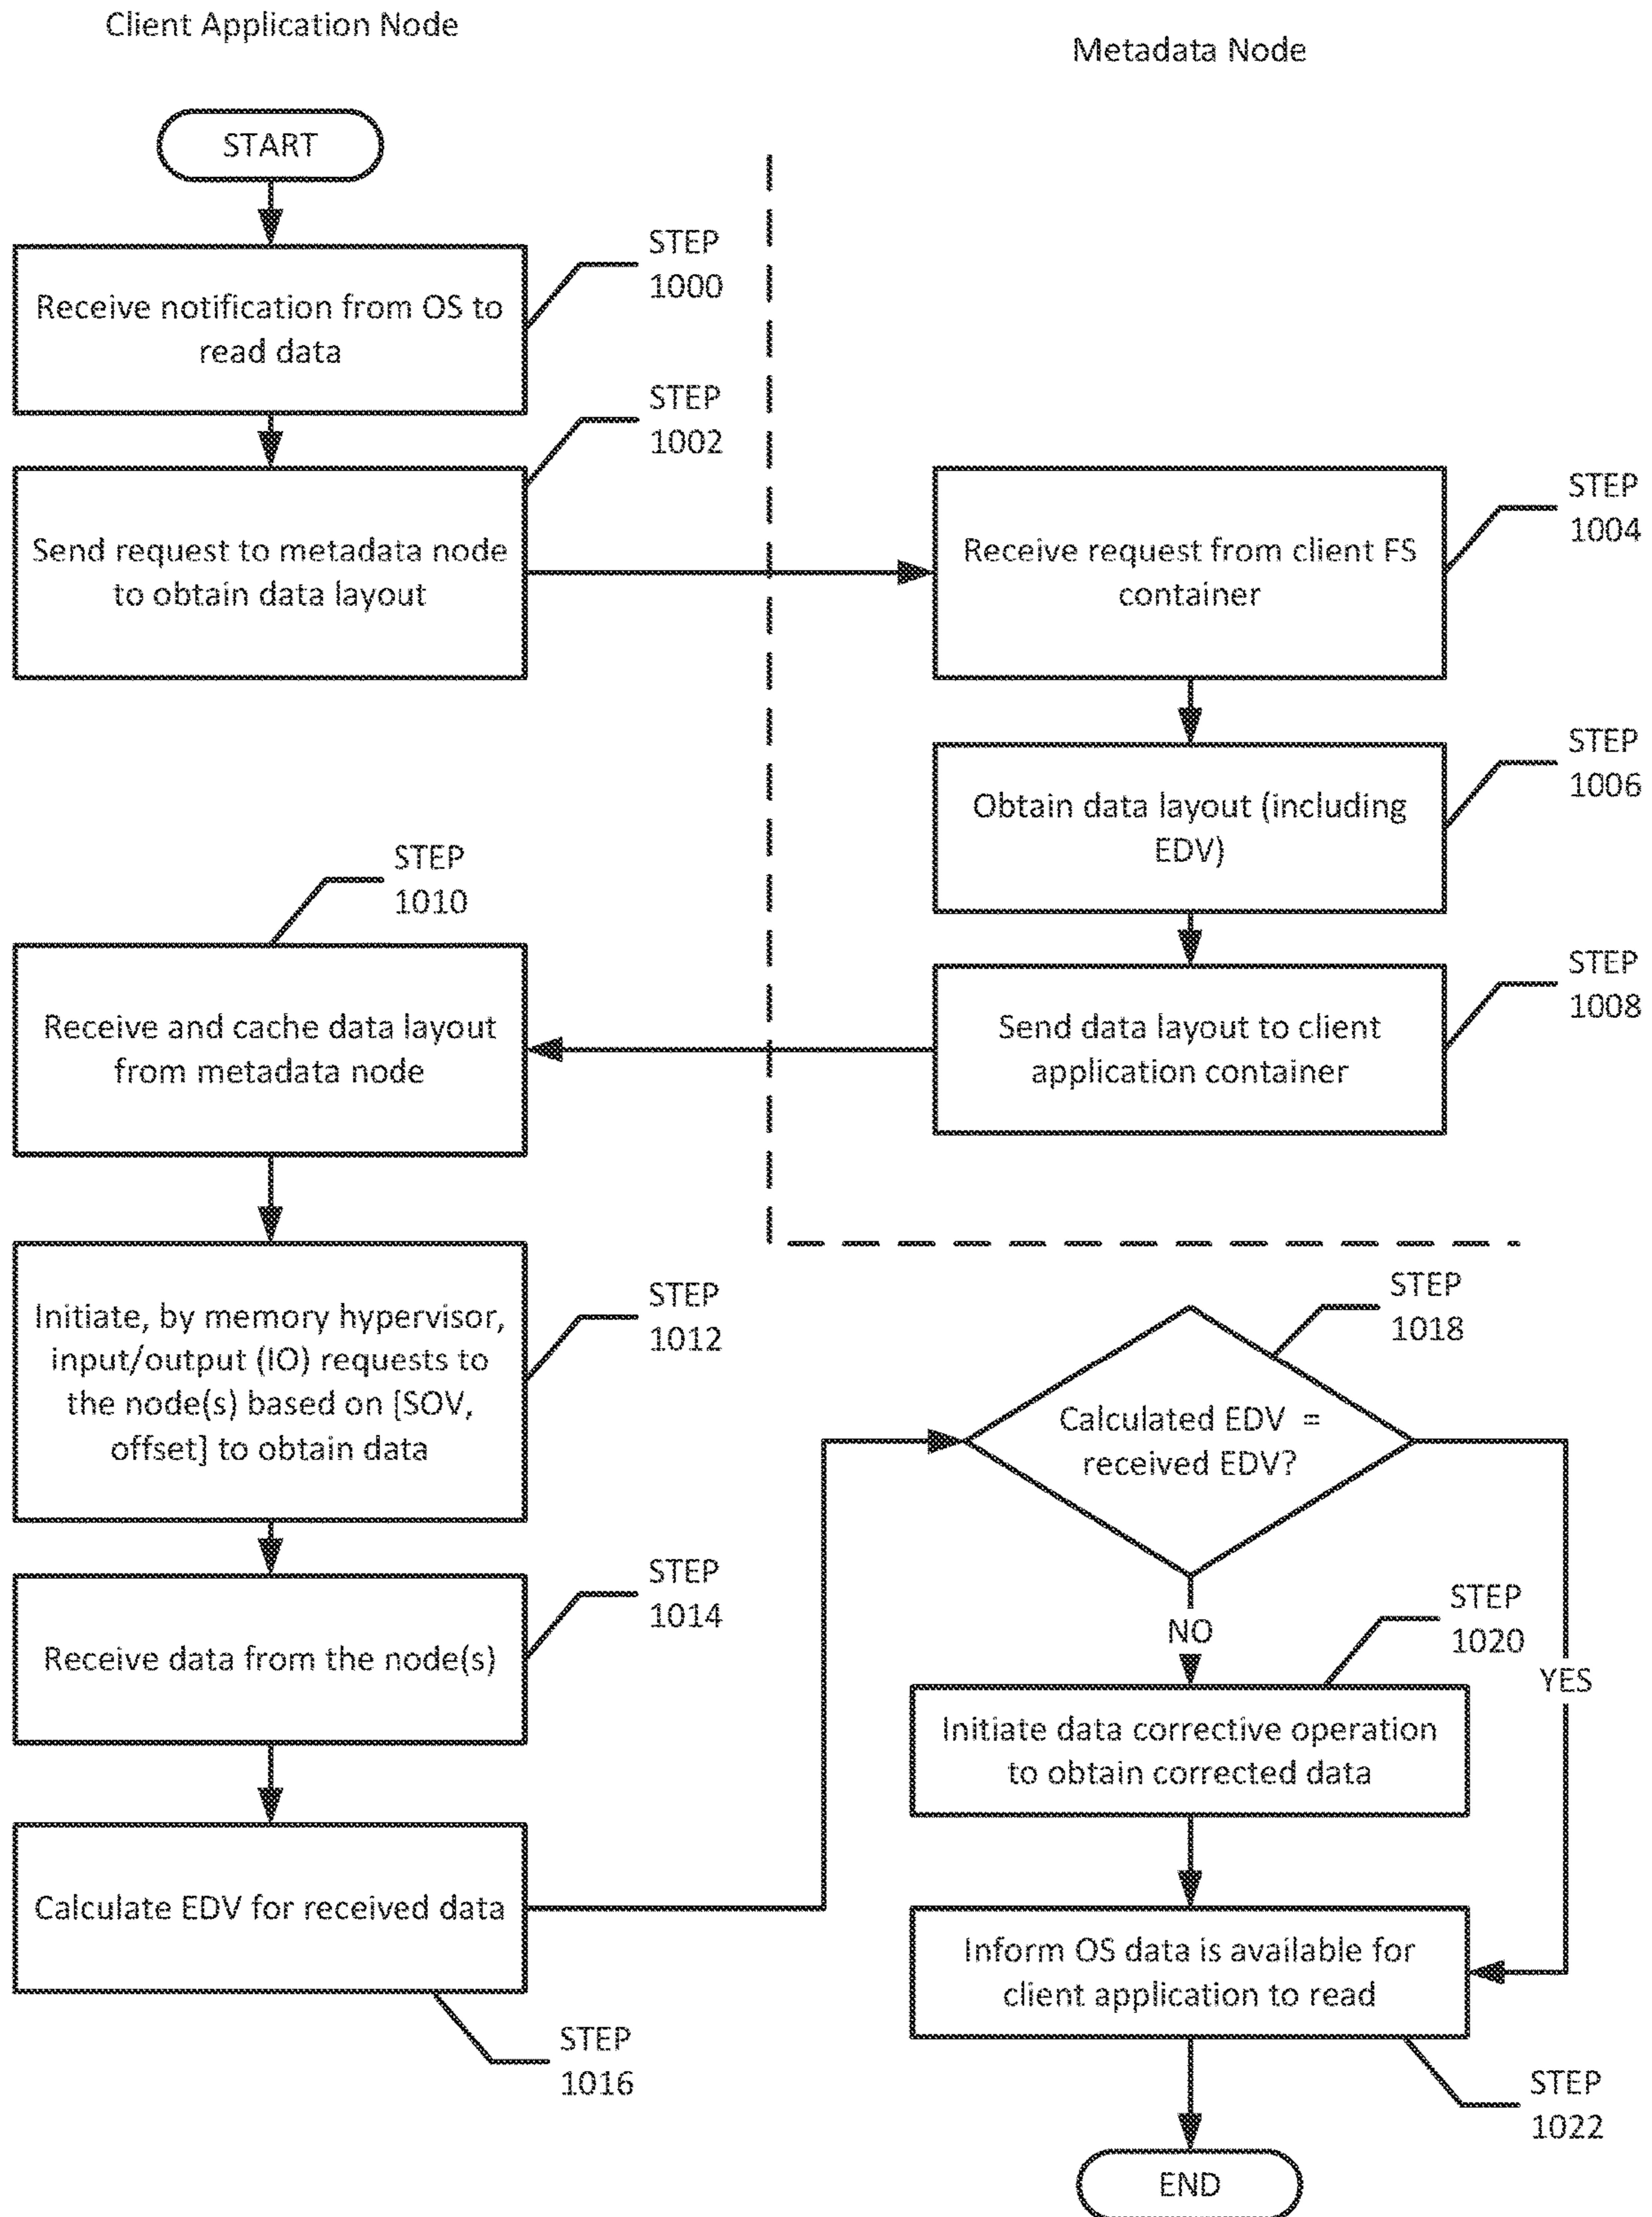 Client Application Node
Metadata Node
START
STEP
1000
Receive notification from OS to
read data
STEP
1002
Send request to metadata node
to obtain data layout
STEP
1004
Receive request from client FS
container
STEP
1006
Obtain data layout (including
EDV)
STEP
1008
Send data layout to client
application container
STEP
1010
Receive and cache data layout
from metadata node
STEP
1012
Initiate, by memory hypervisor,
input/output (IO) requests to
the node(s) based on [SOV,
offset] to obtain data
STEP
1014
Receive data from the node(s)
STEP
1016
Calculate EDV for received data
STEP
1018
Calculated EDV =
received EDV?
NO
YES
STEP
1020
Initiate data corrective operation
to obtain corrected data
Inform OS data is available for
client application to read
STEP
1022
END